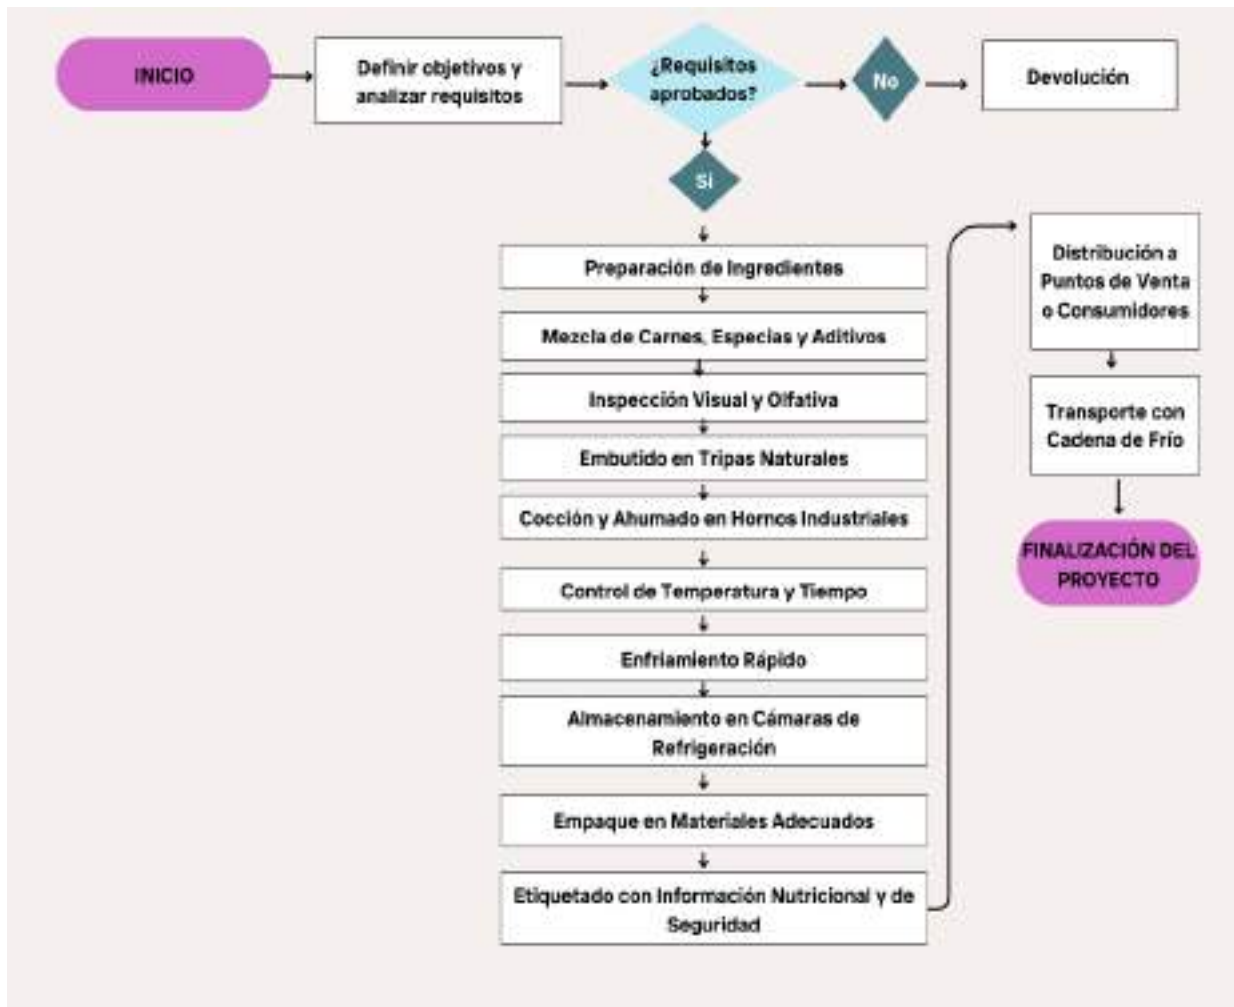 INICIO
Definir objetivos y
analizar requisitos
¿Requisitos
aprobados?
No
Devolución
Sí
Preparación de Ingredientes
Mezcla de Carnes, Especias y Aditivos
Inspección Visual y Olfativa
Embutido en Tripas Naturales
Cocción y Ahumado en Hornos Industriales
Control de Temperatura y Tiempo
Enfriamiento Rápido
Almacenamiento en Cámaras de
Refrigeración
Empaque en Materiales Adecuados
Etiquetado con Información Nutricional y de
Seguridad
Distribución a
Puntos de Venta
o Consumidores
Transporte con
Cadena de Frío
FINALIZACIÓN DEL
PROYECTO